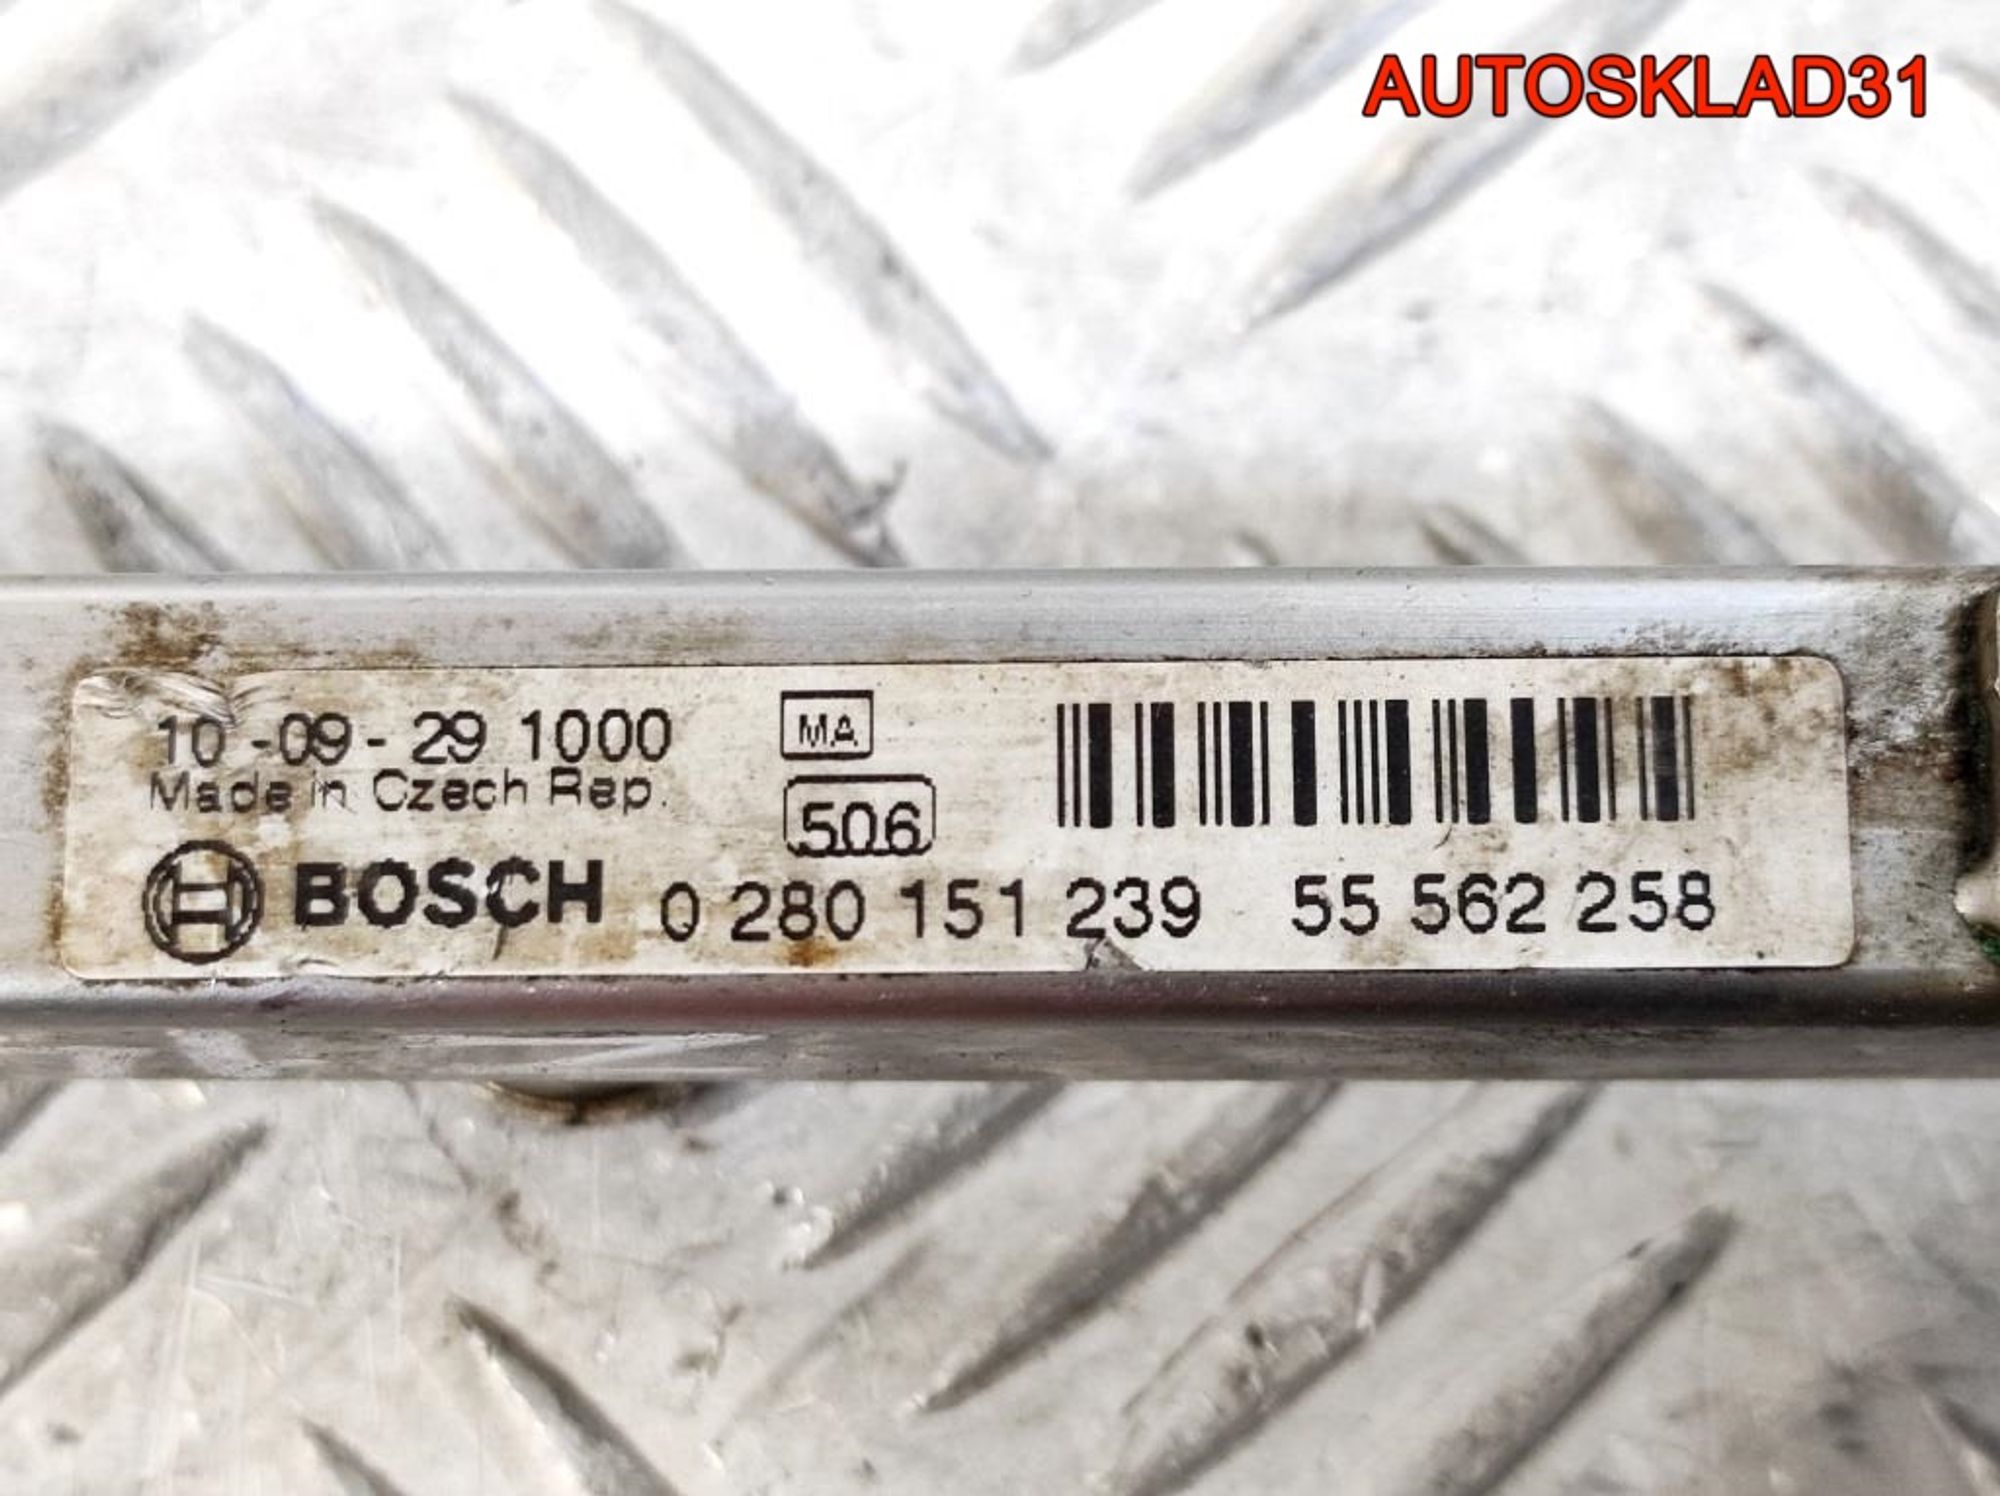 AUTOSKLAD31
10-09-29 1000
Made in Czech Rep.
MA
506
BOSCH 0 280 151 239 55 562 258